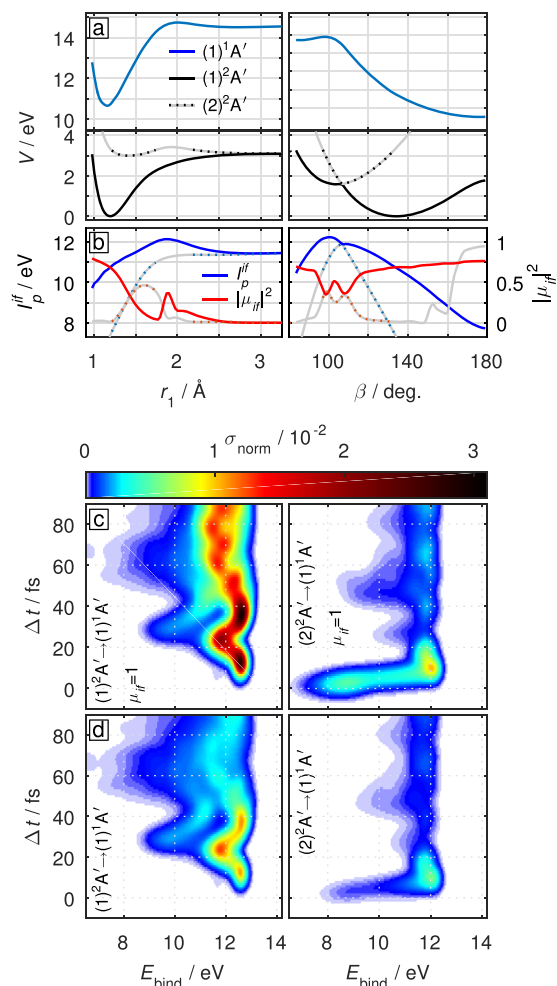 a
14
12
10
(1)¹A′
(1)²A′
(2)²A′
V / eV
4
2
0
b
12
10
8
I_p^if / eV
I_p^if
|μ_if|²
1
0.5
0
|μ_if|²
1 2 3
r₁ / Å
100 140 180
β / deg.
σ_norm / 10⁻²
0 1 2 3
c
80
60
40
20
0
Δt / fs
(1)²A′→(1)¹A′
μ_if=1
(2)²A′→(1)¹A′
μ_if=1
d
80
60
40
20
0
Δt / fs
(1)²A′→(1)¹A′
(2)²A′→(1)¹A′
8 10 12 14
E_bind / eV
8 10 12 14
E_bind / eV